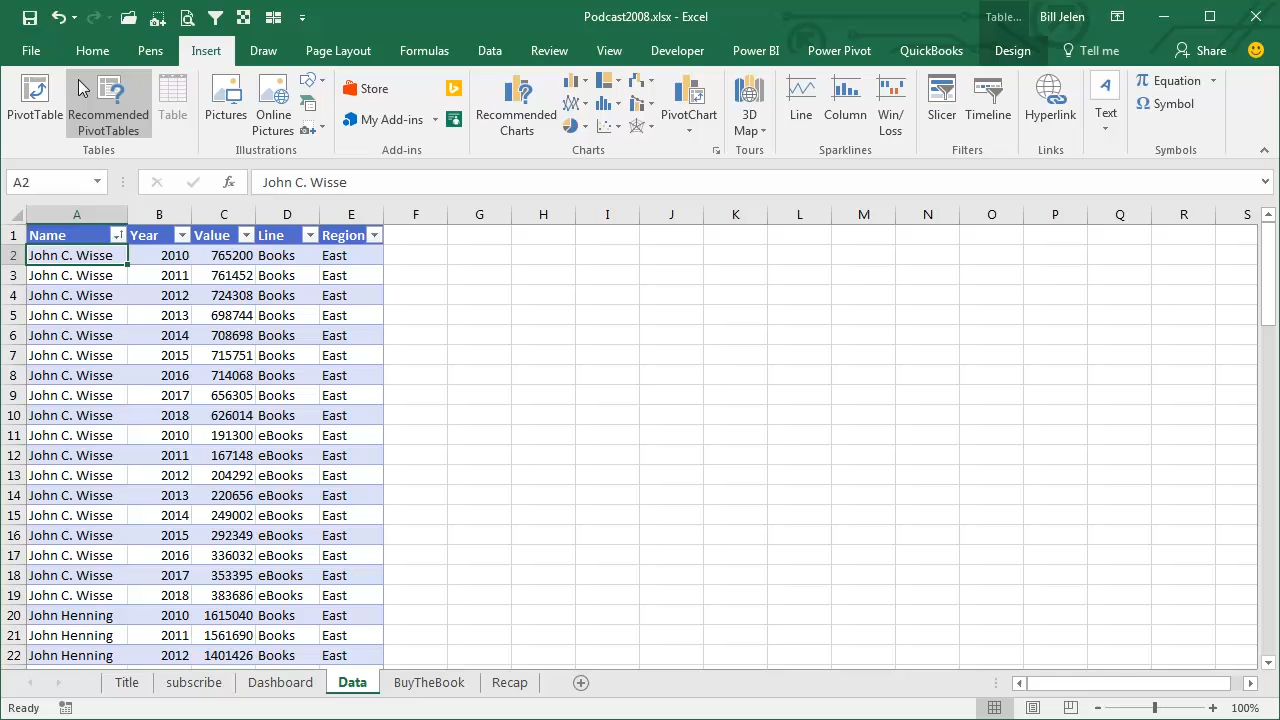 Podcast2008.xlsx - Excel
Table...
Bill Jelen
File Home Pens Insert Draw Page Layout Formulas Data Review View Developer Power BI Power Pivot QuickBooks Design Tell me Share
PivotTable
Recommended
PivotTables
Table
Tables
Pictures
Online
Pictures
Illustrations
Store
My Add-ins
Add-ins
Recommended
Charts
PivotChart
Charts
3D
Map
Tours
Line
Column
Win/
Loss
Sparklines
Slicer
Timeline
Filters
Hyperlink
Links
A
Text
π Equation
Ω Symbol
Symbols
A2
fx
John C. Wisse
A B C D E F G H I J K L M N O P Q R S
1 Name Year Value Line Region
2 John C. Wisse 2010 765200 Books East
3 John C. Wisse 2011 761452 Books East
4 John C. Wisse 2012 724308 Books East
5 John C. Wisse 2013 698744 Books East
6 John C. Wisse 2014 708698 Books East
7 John C. Wisse 2015 715751 Books East
8 John C. Wisse 2016 714068 Books East
9 John C. Wisse 2017 656305 Books East
10 John C. Wisse 2018 626014 Books East
11 John C. Wisse 2010 191300 eBooks East
12 John C. Wisse 2011 167148 eBooks East
13 John C. Wisse 2012 204292 eBooks East
14 John C. Wisse 2013 220656 eBooks East
15 John C. Wisse 2014 249002 eBooks East
16 John C. Wisse 2015 292349 eBooks East
17 John C. Wisse 2016 336032 eBooks East
18 John C. Wisse 2017 353395 eBooks East
19 John C. Wisse 2018 383686 eBooks East
20 John Henning 2010 1615040 Books East
21 John Henning 2011 1561690 Books East
22 John Henning 2012 1401426 Books East
Title subscribe Dashboard Data BuyTheBook Recap
Ready
100%